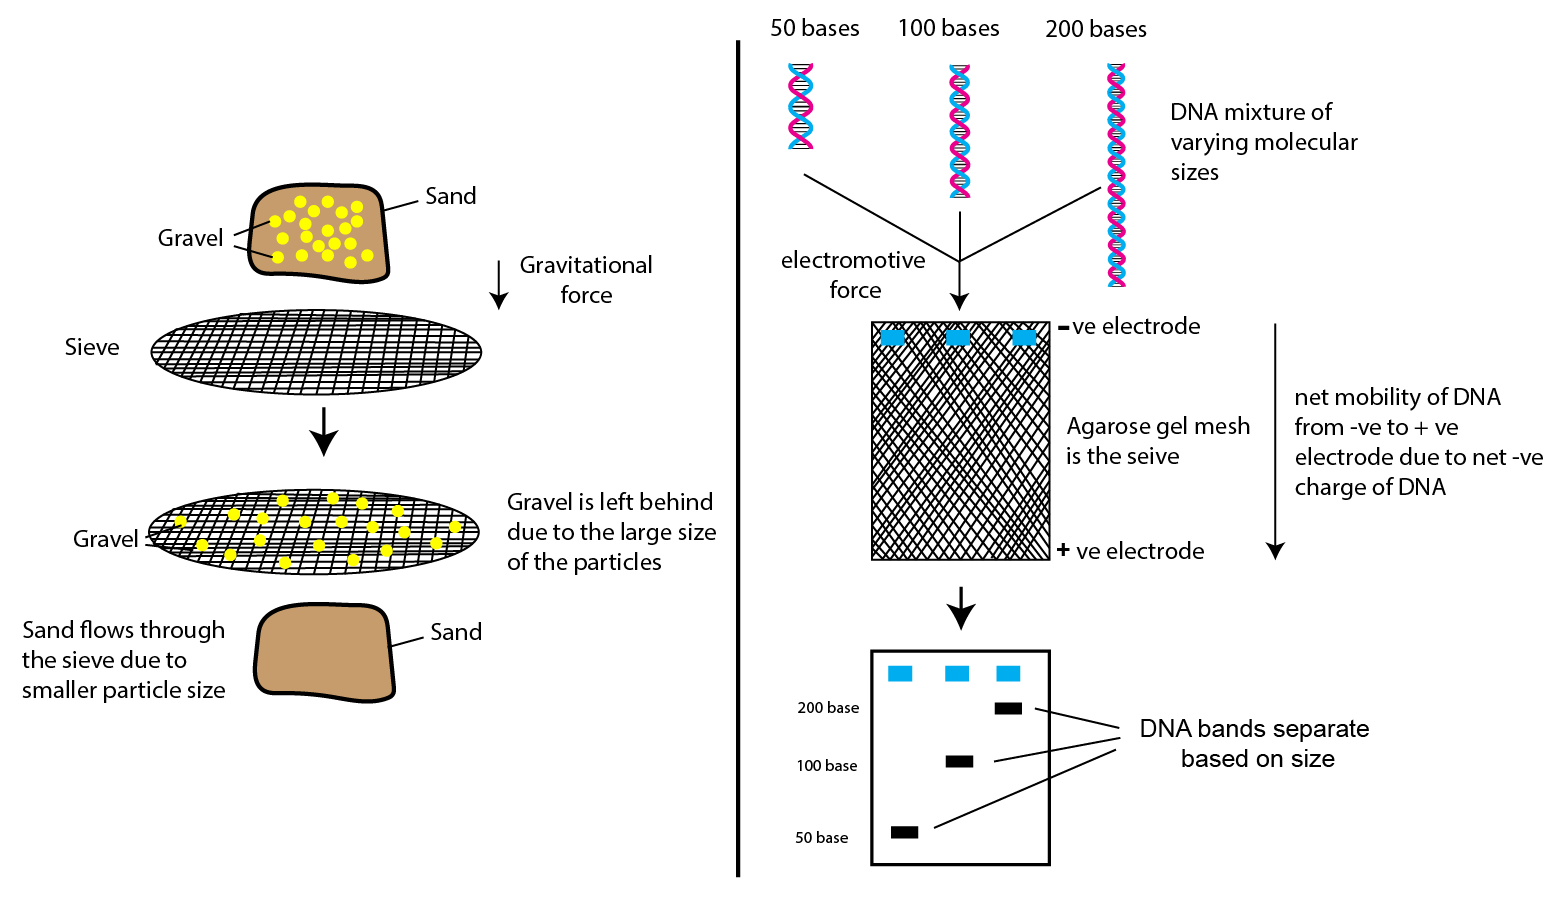 Sand
Gravel
Gravitational
force
Sieve
Gravel
Gravel is left behind
due to the large size
of the particles
Sand flows through
the sieve due to
smaller particle size
Sand
50 bases
100 bases
200 bases
DNA mixture of
varying molecular
sizes
electromotive
force
-ve electrode
Agarose gel mesh
is the seive
+ ve electrode
net mobility of DNA
from -ve to + ve
electrode due to net -ve
charge of DNA
200 base
100 base
50 base
DNA bands separate
based on size